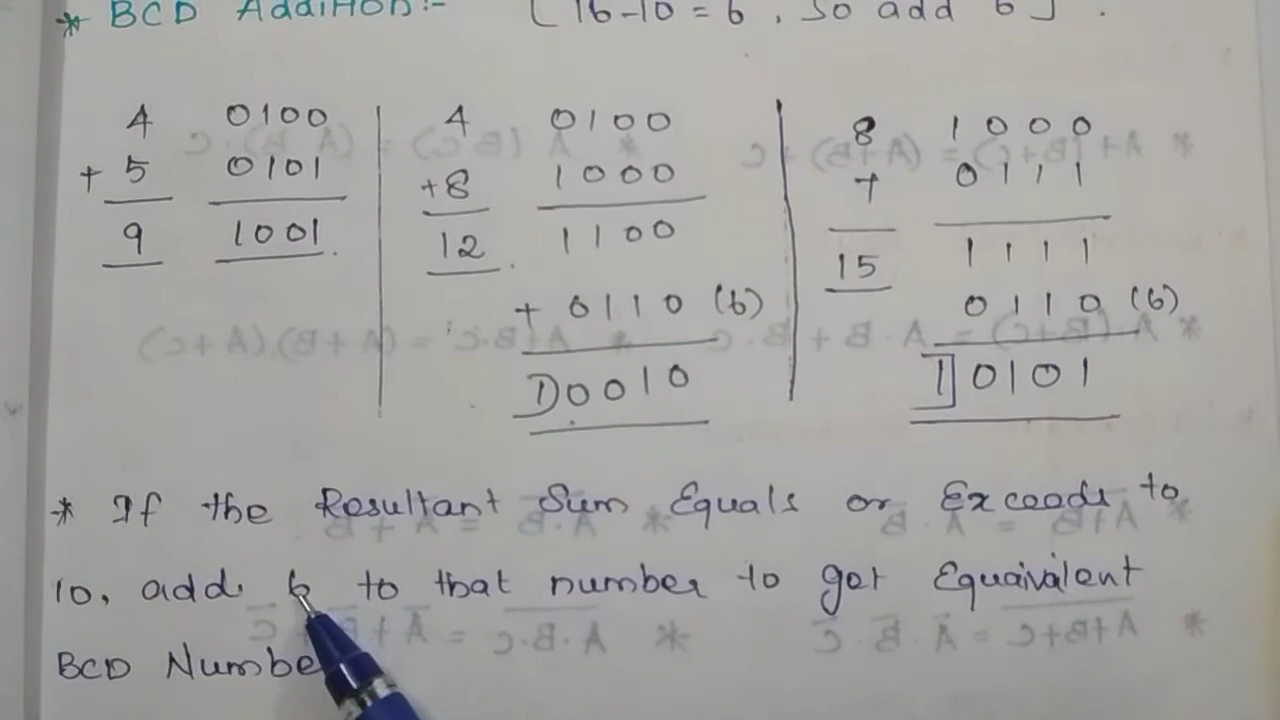 * BCD Addition:- [16-10 = 6, so add 6].
4 0100
+ 5 0101
9 1001.
4 0100
+8 1000
12. 1100
+ 0110 (6)
1 0010
8 1000
7 0111
15 1111
0110 (6)
1 0101
* If the Resultant Sum Equals or Exceeds to
10, add 6 to that number to get Equaivalent
BCD Number